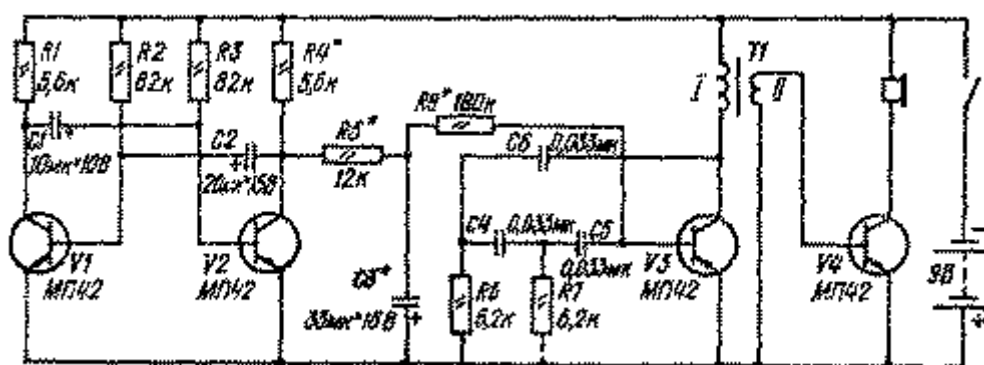 R1
5,6к
R2
82к
R3
82к
R4*
5,6к
T1
I
II
R9* 180к
C1
10мк*10В
C2
20мк*15В
R5*
12к
C6
0,033мк
C4
0,033мк
C5
0,033мк
V1
МП42
V2
МП42
V3
МП42
V4
МП42
R6
6,2к
R7
6,2к
33мк*15В
9В